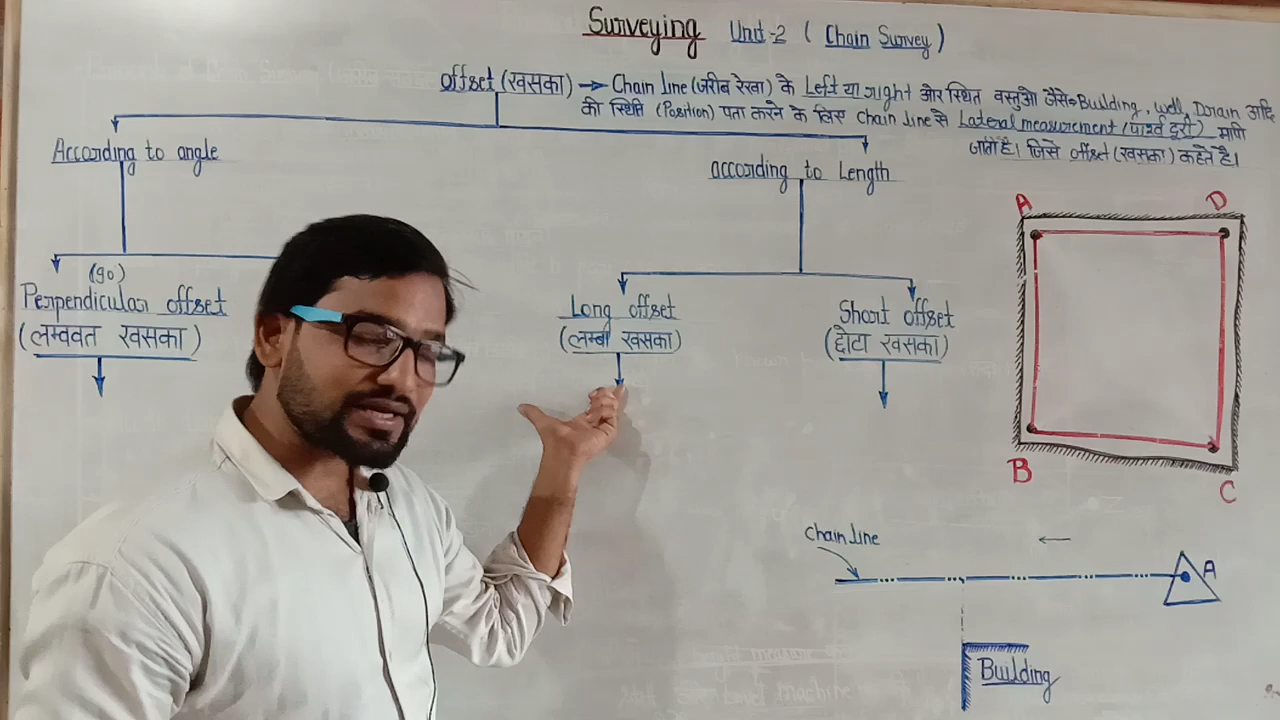 Surveying Unit-2 ( Chain Survey )
offset (खसका) → Chain line (जरीब रेखा) के Left या right ओर स्थित वस्तुओ जैसे Building, well, Drain आदि
की स्थिति (Position) पता करने के लिए chain line से Lateral measurement (पार्श्व दूरी) मापी
जाती है। जिसे offset (खसका) कहते है।
According to angle
according to Length
(90)
Perpendicular offset
(लम्बवत खसका)
Long offset
(लम्बी खसका)
Short offset
(छोटा खसका)
A
D
B
C
Chain line
A
Building